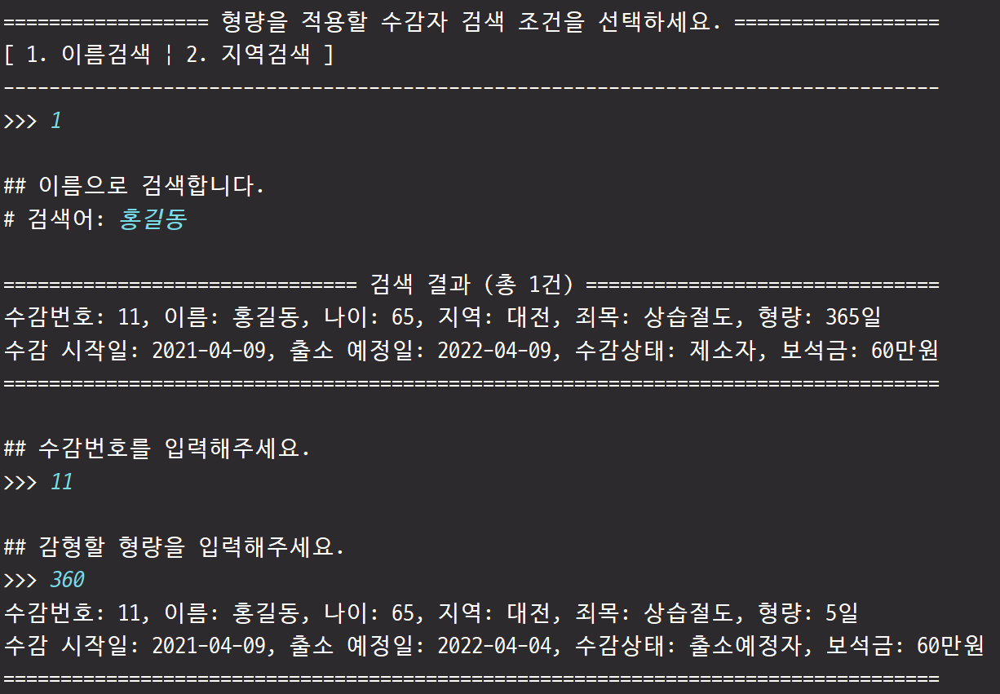 ================== 형량을 적용할 수감자 검색 조건을 선택하세요. ==================
[ 1. 이름검색 ¦ 2. 지역검색 ]
----------------------------------------------------------------------------------
>>> 1
## 이름으로 검색합니다.
# 검색어: 홍길동
=============================== 검색 결과 (총 1건) ===============================
수감번호: 11, 이름: 홍길동, 나이: 65, 지역: 대전, 죄목: 상습절도, 형량: 365일
수감 시작일: 2021-04-09, 출소 예정일: 2022-04-09, 수감상태: 제소자, 보석금: 60만원
==================================================================================
## 수감번호를 입력해주세요.
>>> 11
## 감형할 형량을 입력해주세요.
>>> 360
수감번호: 11, 이름: 홍길동, 나이: 65, 지역: 대전, 죄목: 상습절도, 형량: 5일
수감 시작일: 2021-04-09, 출소 예정일: 2022-04-04, 수감상태: 출소예정자, 보석금: 60만원
==================================================================================